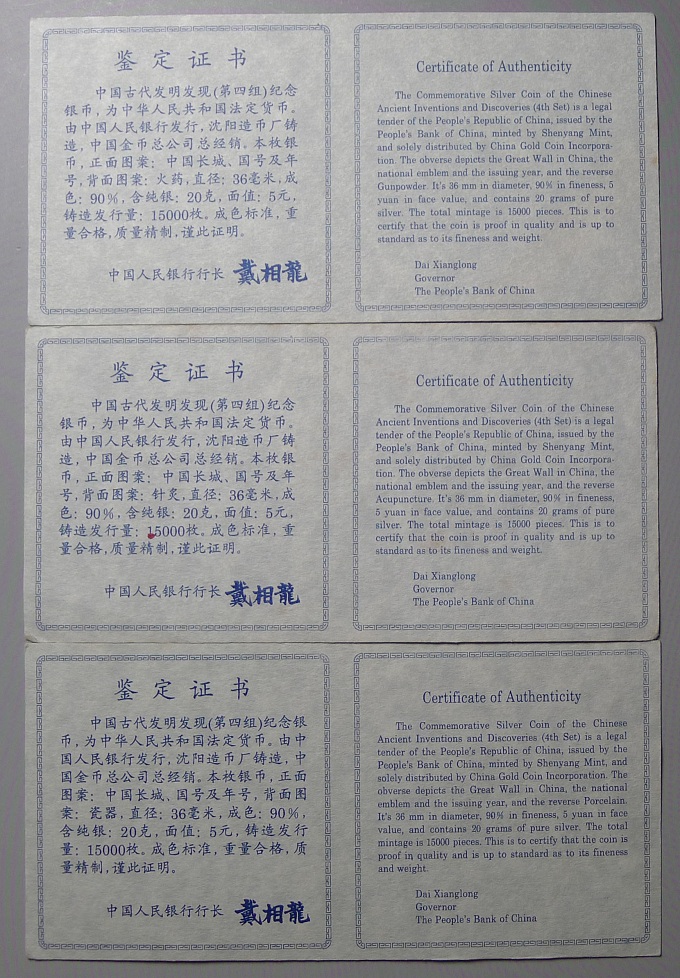 鉴定证书
中国古代发明发现(第四组)纪念
银币，为中华人民共和国法定货币。
由中国人民银行发行，沈阳造币厂铸
造，中国金币总公司总经销。本枚银
币，正面图案：中国长城、国号及年
号，背面图案：火药，直径：36毫米，成
色：90%，含纯银：20克，面值：5元，
铸造发行量：15000枚。成色标准，重
量合格，质量精制，谨此证明。
中国人民银行行长 戴相龍
Certificate of Authenticity
The Commemorative Silver Coin of the Chinese
Ancient Inventions and Discoveries (4th Set) is a legal
tender of the People's Republic of China, issued by the
People's Bank of China, minted by Shenyang Mint,
and solely distributed by China Gold Coin Incorpora-
tion. The obverse depicts the Great Wall in China, the
national emblem and the issuing year, and the reverse
Gunpowder. It's 36 mm in diameter, 90% in fineness, 5
yuan in face value, and contains 20 grams of pure
silver. The total mintage is 15000 pieces. This is to
certify that the coin is proof in quality and is up to
standard as to its fineness and weight.
Dai Xianglong
Governor
The People's Bank of China
鉴定证书
中国古代发明发现(第四组)纪念
银币，为中华人民共和国法定货币。
由中国人民银行发行，沈阳造币厂铸
造，中国金币总公司总经销。本枚银
币，正面图案：中国长城、国号及年
号，背面图案：针灸，直径：36毫米，成
色：90%，含纯银：20克，面值：5元，
铸造发行量：15000枚。成色标准，重
量合格，质量精制，谨此证明。
中国人民银行行长 戴相龍
Certificate of Authenticity
The Commemorative Silver Coin of the Chinese
Ancient Inventions and Discoveries (4th Set) is a legal
tender of the People's Republic of China, issued by the
People's Bank of China, minted by Shenyang Mint,
and solely distributed by China Gold Coin Incorpora-
tion. The obverse depicts the Great Wall in China, the
national emblem and the issuing year, and the reverse
Acupuncture. It's 36 mm in diameter, 90% in fineness,
5 yuan in face value, and contains 20 grams of pure
silver. The total mintage is 15000 pieces. This is to
certify that the coin is proof in quality and is up to
standard as to its fineness and weight.
Dai Xianglong
Governor
The People's Bank of China
鉴定证书
中国古代发明发现(第四组)纪念银
币，为中华人民共和国法定货币。由中
国人民银行发行，沈阳造币厂铸造，中
国金币总公司总经销。本枚银币，正面
图案：中国长城、国号及年号，背面图
案：瓷器，直径：36毫米，成色：90%，
含纯银：20克，面值：5元，铸造发行
量：15000枚。成色标准，重量合格，质
量精制，谨此证明。
中国人民银行行长 戴相龍
Certificate of Authenticity
The Commemorative Silver Coin of the Chinese
Ancient Inventions and Discoveries (4th Set) is a legal
tender of the People's Republic of China, issued by the
People's Bank of China, minted by Shenyang Mint, and
solely distributed by China Gold Coin Incorporation. The
obverse depicts the Great Wall in China, the national
emblem and the issuing year, and the reverse Porcelain.
It's 36 mm in diameter, 90% in fineness, 5 yuan in face
value, and contains 20 grams of pure silver. The total
mintage is 15000 pieces. This is to certify that the coin is
proof in quality and is up to standard as to its fineness
and weight.
Dai Xianglong
Governor
The People's Bank of China